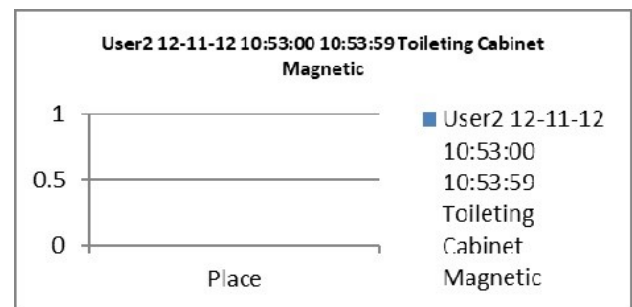 User2 12-11-12 10:53:00 10:53:59 Toileting Cabinet
Magnetic
1
0.5
0
Place
User2 12-11-12
10:53:00
10:53:59
Toileting
Cabinet
Magnetic